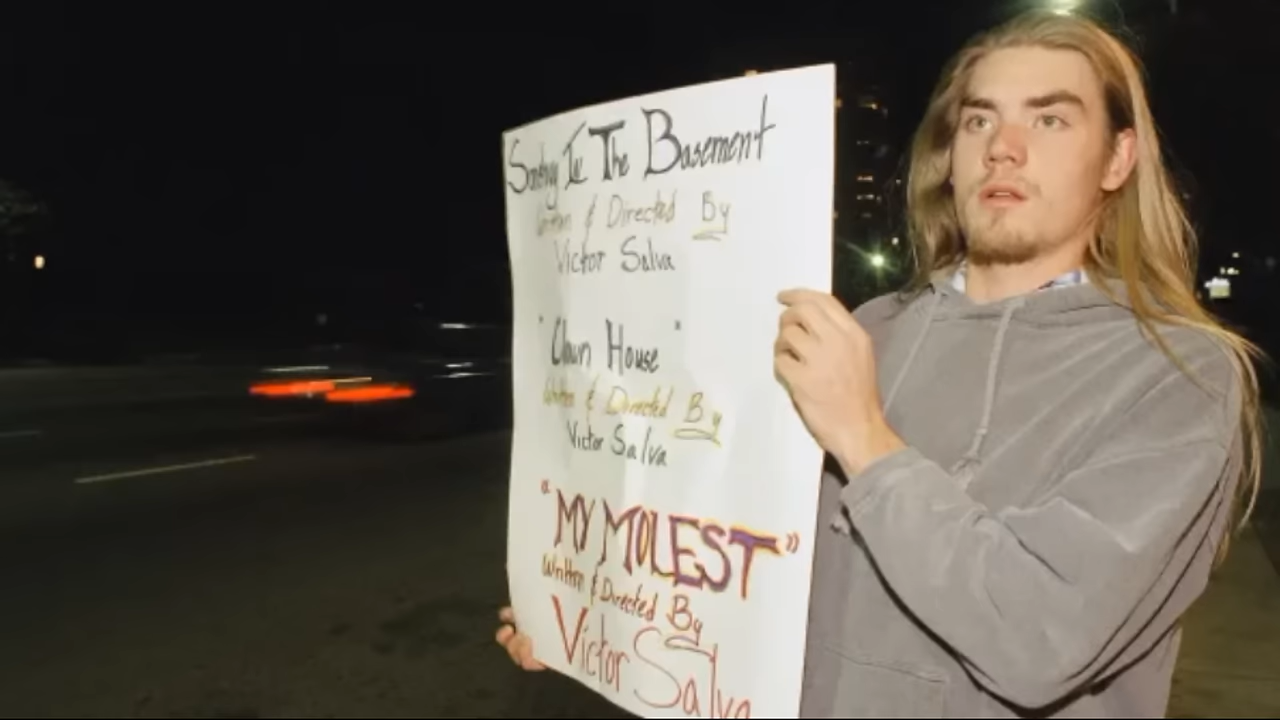 In The Basement
Written & Directed By
Victor Salva
"Clown House"
Written & Directed By
Victor Salva
"MY MOLEST"
Written & Directed By
Victor Salva